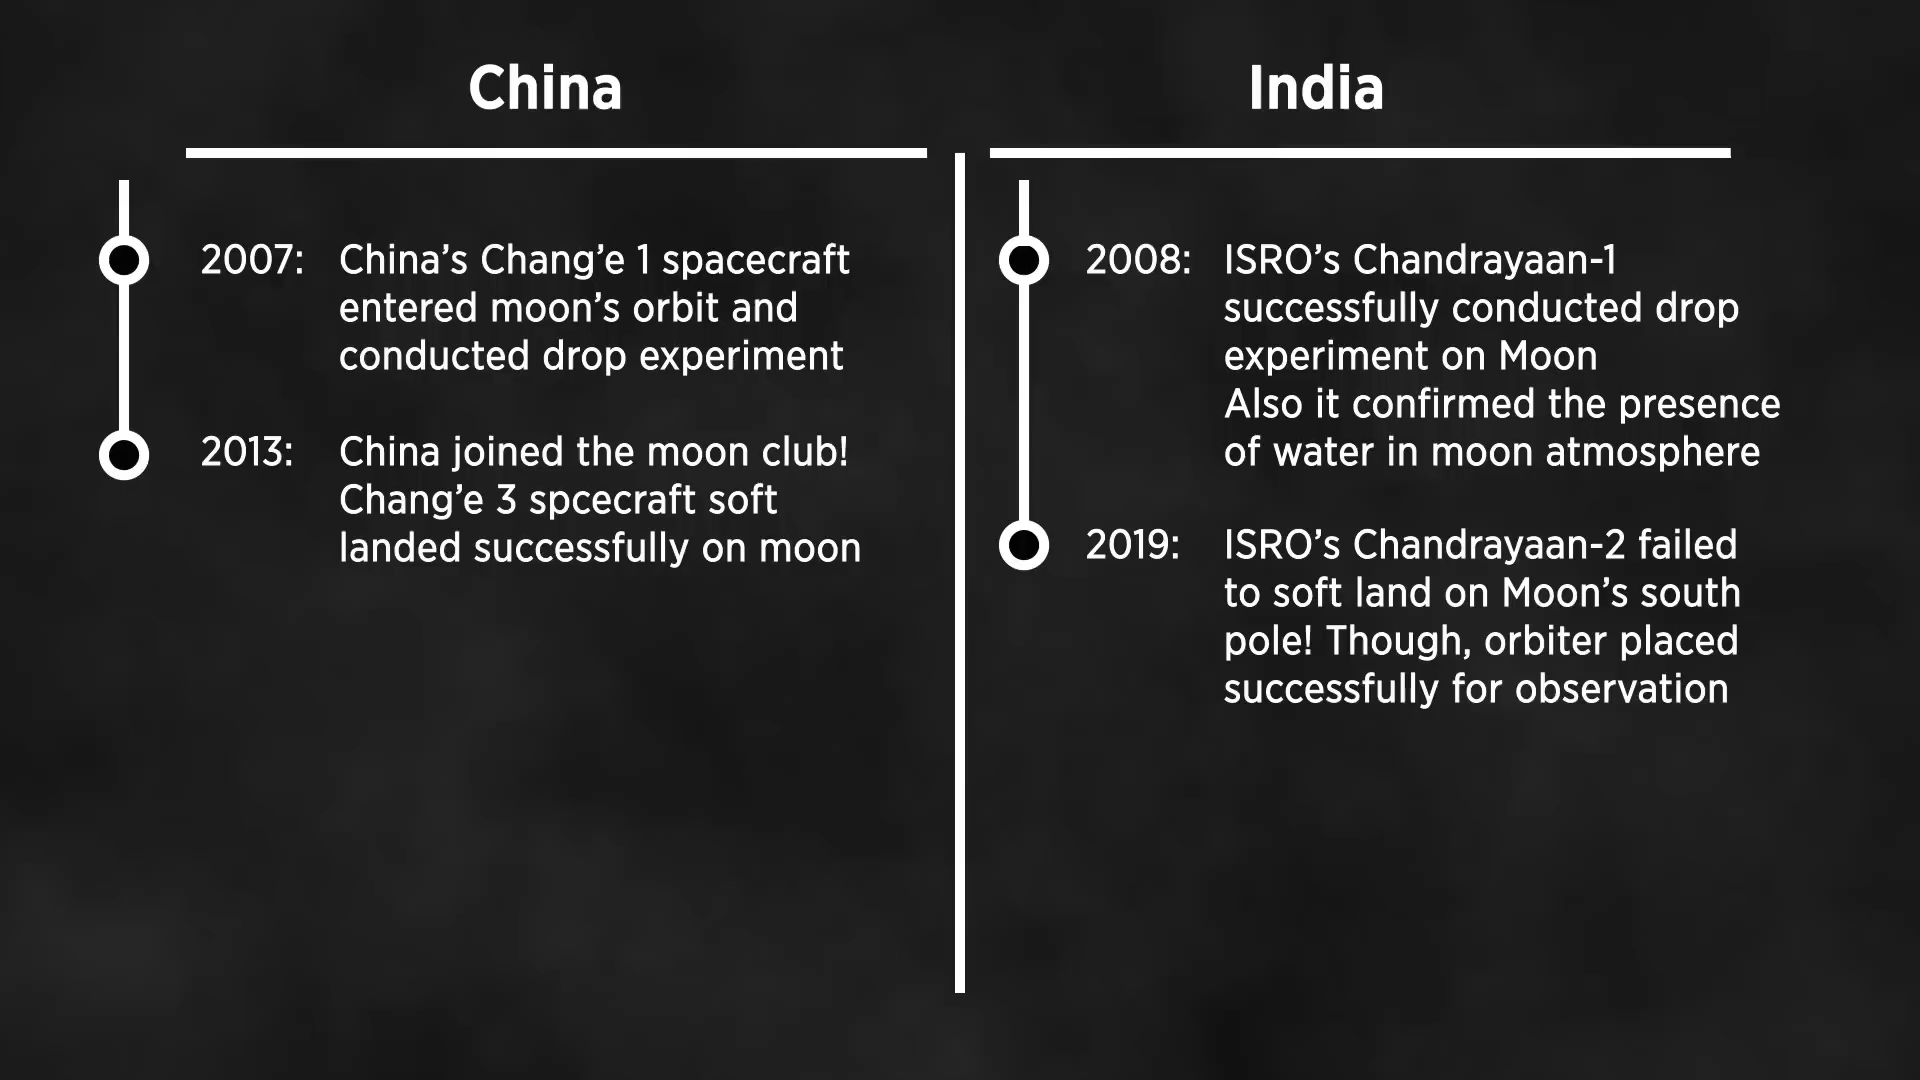 China
2007: China’s Chang’e 1 spacecraft
entered moon’s orbit and
conducted drop experiment
2013: China joined the moon club!
Chang’e 3 spcecraft soft
landed successfully on moon
India
2008: ISRO’s Chandrayaan-1
successfully conducted drop
experiment on Moon
Also it confirmed the presence
of water in moon atmosphere
2019: ISRO’s Chandrayaan-2 failed
to soft land on Moon’s south
pole! Though, orbiter placed
successfully for observation